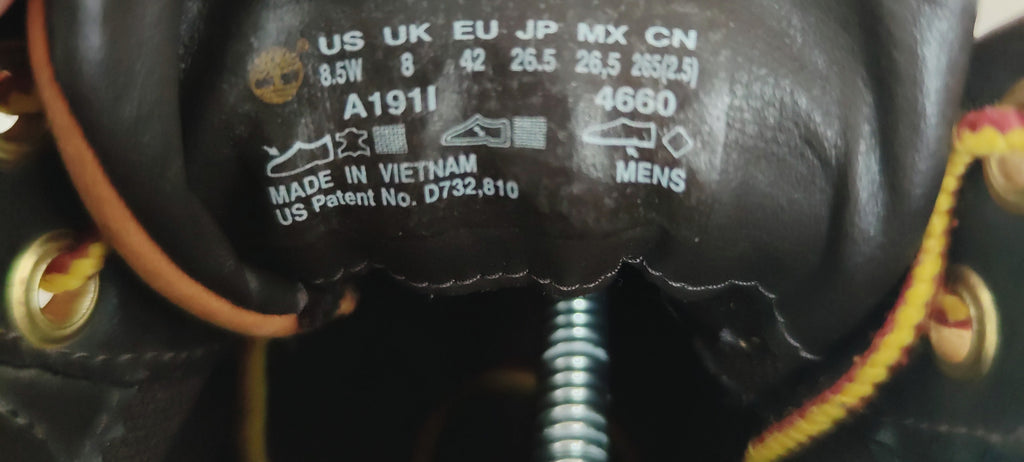 US UK EU JP MX CN
8.5W 8 42 26.5 26,5 265(2.5)
A191I 4660
MENS
MADE IN VIETNAM
US Patent No. D732,810